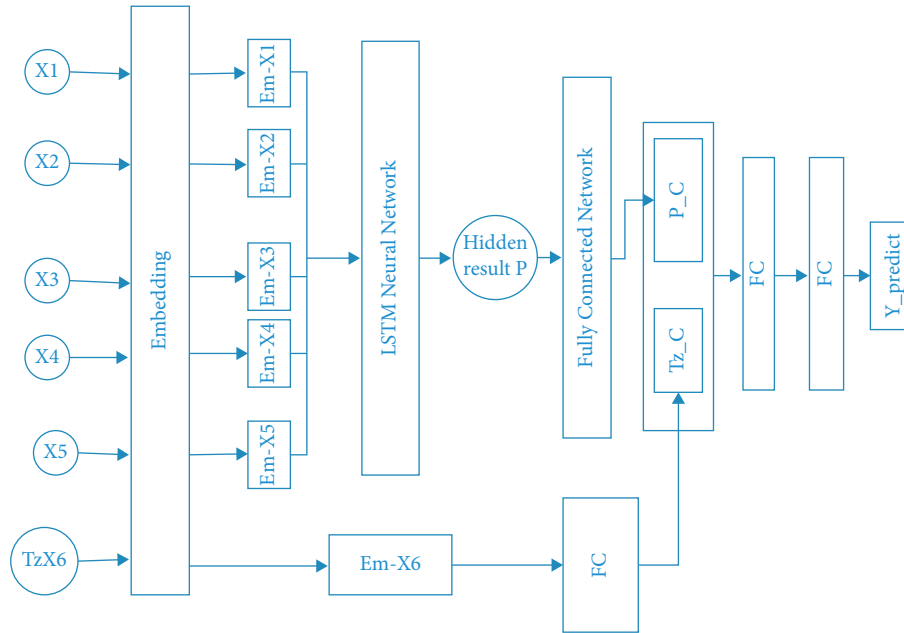 X1
X2
X3
X4
X5
TzX6
Embedding
Em-X1
Em-X2
Em-X3
Em-X4
Em-X5
Em-X6
LSTM Neural Network
Hidden
result P
Fully Connected Network
FC
P_C
Tz_C
FC
FC
Y_predict